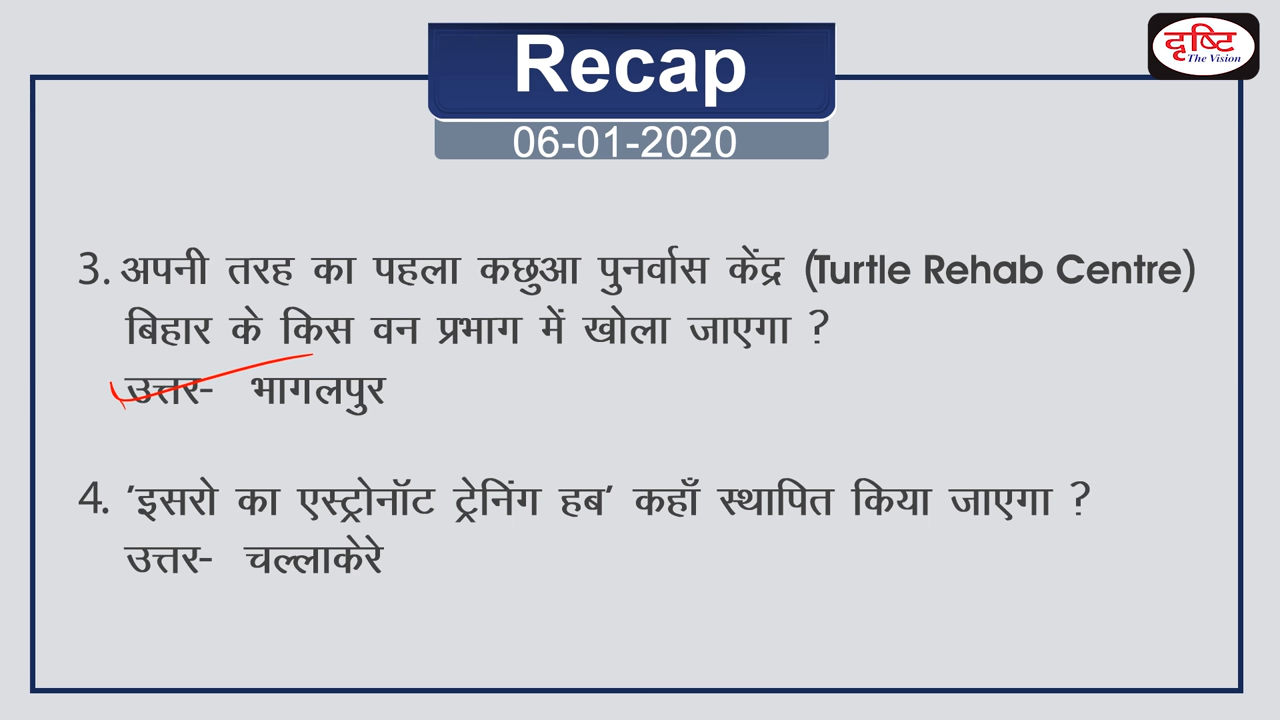 Recap
दृष्टि
The Vision
06-01-2020
3. अपनी तरह का पहला कछुआ पुनर्वास केंद्र (Turtle Rehab Centre)
बिहार के किस वन प्रभाग में खोला जाएगा ?
उत्तर- भागलपुर
4. 'इसरो का एस्ट्रोनॉट ट्रेनिंग हब' कहाँ स्थापित किया जाएगा ?
उत्तर- चल्लाकेरे